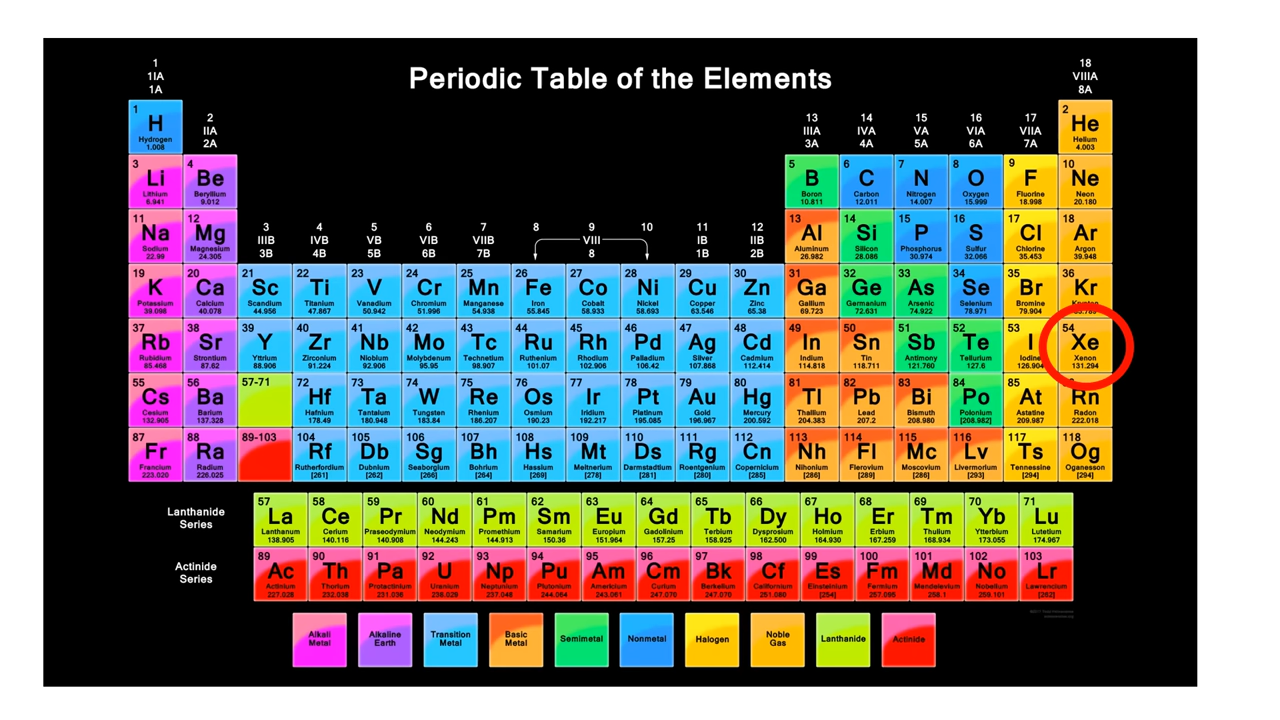 Periodic Table of the Elements
1
1IA
1A
18
VIIIA
8A
1 2
H He
Hydrogen Helium
1.008 4.003
2 13 14 15 16 17
IIA IIIA IVA VA VIA VIIA
2A 3A 4A 5A 6A 7A
3 4 5 6 7 8 9 10
Li Be B C N O F Ne
Lithium Beryllium Boron Carbon Nitrogen Oxygen Fluorine Neon
6.941 9.012 10.811 12.011 14.007 15.999 18.998 20.180
11 12 13 14 15 16 17 18
Na Mg Al Si P S Cl Ar
Sodium Magnesium Aluminum Silicon Phosphorus Sulfur Chlorine Argon
22.99 24.305 26.982 28.086 30.974 32.066 35.453 39.948
3 4 5 6 7 8 9 10 11 12
IIIB IVB VB VIB VIIB VIII IB IIB
3B 4B 5B 6B 7B 8 1B 2B
19 20 21 22 23 24 25 26 27 28 29 30 31 32 33 34 35 36
K Ca Sc Ti V Cr Mn Fe Co Ni Cu Zn Ga Ge As Se Br Kr
Potassium Calcium Scandium Titanium Vanadium Chromium Manganese Iron Cobalt Nickel Copper Zinc Gallium Germanium Arsenic Selenium Bromine
39.098 40.078 44.956 47.867 50.942 51.996 54.938 55.845 58.933 58.693 63.546 65.38 69.723 72.631 74.922 78.971 79.904
37 38 39 40 41 42 43 44 45 46 47 48 49 50 51 52 53 54
Rb Sr Y Zr Nb Mo Tc Ru Rh Pd Ag Cd In Sn Sb Te I Xe
Rubidium Strontium Yttrium Zirconium Niobium Molybdenum Technetium Ruthenium Rhodium Palladium Silver Cadmium Indium Tin Antimony Tellurium Iodine Xenon
85.468 87.62 88.906 91.224 92.906 95.95 98.907 101.07 102.906 106.42 107.868 112.414 114.818 118.711 121.760 127.6 126.904 131.294
55 56 57-71 72 73 74 75 76 77 78 79 80 81 82 83 84 85
Cs Ba Hf Ta W Re Os Ir Pt Au Hg Tl Pb Bi Po At Rn
Cesium Barium Hafnium Tantalum Tungsten Rhenium Osmium Iridium Platinum Gold Mercury Thallium Lead Bismuth Polonium Astatine Radon
132.905 137.328 178.49 180.948 183.84 186.207 190.23 192.217 195.085 196.967 200.592 204.383 207.2 208.980 [208.982] 209.987 222.018
87 88 89-103 104 105 106 107 108 109 110 111 112 113 114 115 116 117 118
Fr Ra Rf Db Sg Bh Hs Mt Ds Rg Cn Nh Fl Mc Lv Ts Og
Francium Radium Rutherfordium Dubnium Seaborgium Bohrium Hassium Meitnerium Darmstadtium Roentgenium Copernicium Nihonium Flerovium Moscovium Livermorium Tennessine Oganesson
223.020 226.025 [261] [262] [266] [264] [269] [278] [281] [280] [285] [286] [289] [286] [293] [294] [294]
Lanthanide
Series
57 58 59 60 61 62 63 64 65 66 67 68 69 70 71
La Ce Pr Nd Pm Sm Eu Gd Tb Dy Ho Er Tm Yb Lu
Lanthanum Cerium Praseodymium Neodymium Promethium Samarium Europium Gadolinium Terbium Dysprosium Holmium Erbium Thulium Ytterbium Lutetium
138.905 140.116 140.908 144.243 144.913 150.36 151.964 157.25 158.925 162.500 164.930 167.259 168.934 173.055 174.967
Actinide
Series
89 90 91 92 93 94 95 96 97 98 99 100 101 102 103
Ac Th Pa U Np Pu Am Cm Bk Cf Es Fm Md No Lr
Actinium Thorium Protactinium Uranium Neptunium Plutonium Americium Curium Berkelium Californium Einsteinium Fermium Mendelevium Nobelium Lawrencium
227.028 232.038 231.036 238.029 237.048 244.064 243.061 247.070 247.070 251.080 [254] 257.095 258.1 259.101 [262]
Alkali
Metal
Alkaline
Earth
Transition
Metal
Basic
Metal
Semimetal
Nonmetal
Halogen
Noble
Gas
Lanthanide
Actinide